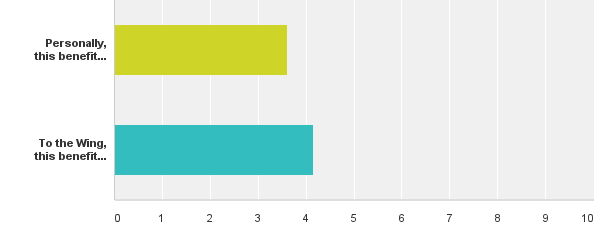 Personally,
this benefit...
To the Wing,
this benefit...
0 1 2 3 4 5 6 7 8 9 10